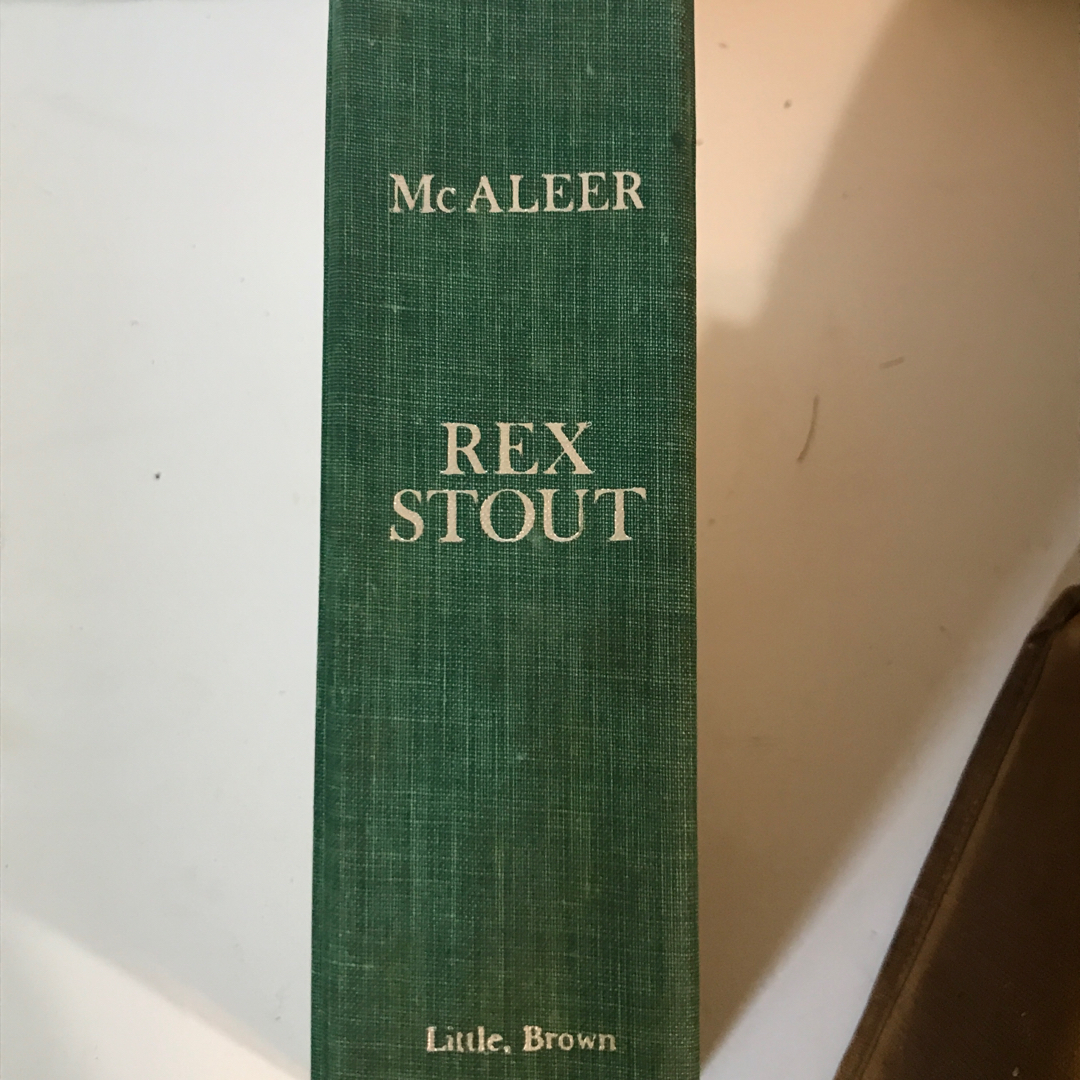 McALEER
REX
STOUT
Little, Brown